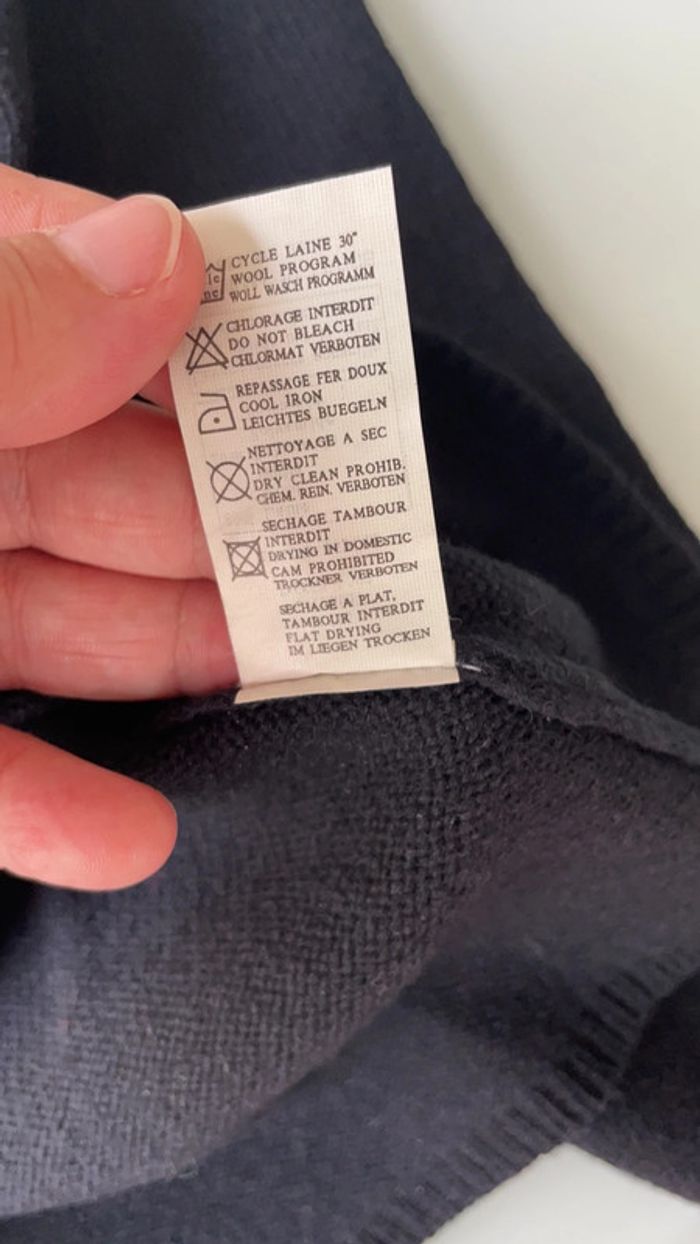 CYCLE LAINE 30°
WOOL PROGRAM
WOLL WASCH PROGRAMM
CHLORAGE INTERDIT
DO NOT BLEACH
CHLORMAT VERBOTEN
REPASSAGE FER DOUX
COOL IRON
LEICHTES BUEGELN
NETTOYAGE A SEC
INTERDIT
DRY CLEAN PROHIB.
CHEM. REIN. VERBOTEN
SECHAGE TAMBOUR
INTERDIT
DRYING IN DOMESTIC
CAM PROHIBITED
TROCKNER VERBOTEN
SECHAGE A PLAT,
TAMBOUR INTERDIT
FLAT DRYING
IM LIEGEN TROCKEN